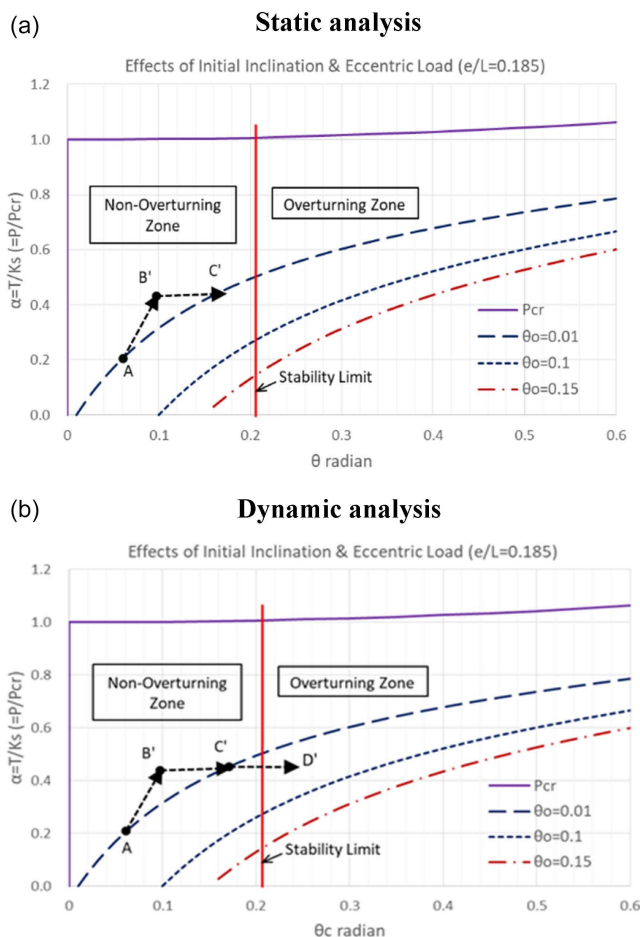 (a)
Static analysis
Effects of Initial Inclination & Eccentric Load (e/L=0.185)
α=T/Ks (=P/Pcr)
1.2
1.0
0.8
0.6
0.4
0.2
0.0
Non-Overturning
Zone
Overturning Zone
B'
C'
A
Pcr
θo=0.01
θo=0.1
θo=0.15
Stability Limit
0
0.1
0.2
0.3
0.4
0.5
0.6
θ radian
(b)
Dynamic analysis
Effects of Initial Inclination & Eccentric Load (e/L=0.185)
α=T/Ks (=P/Pcr)
1.2
1.0
0.8
0.6
0.4
0.2
0.0
Non-Overturning
Zone
Overturning Zone
B'
C'
D'
A
Pcr
θo=0.01
θo=0.1
θo=0.15
Stability Limit
0.0
0.1
0.2
0.3
0.4
0.5
0.6
θc radian